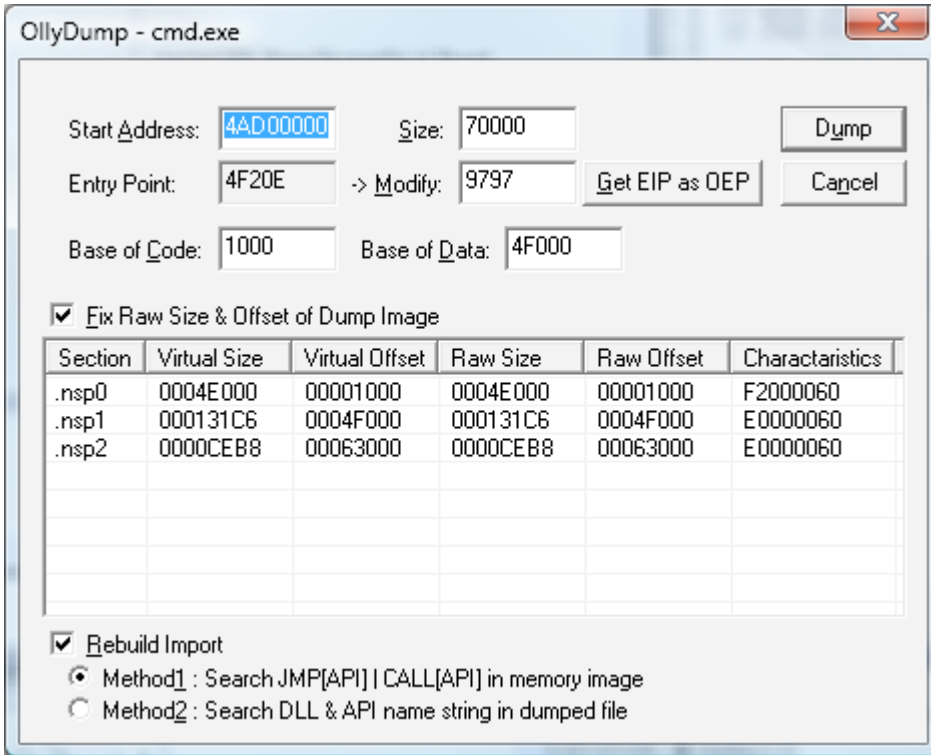 OllyDump - cmd.exe
Start Address: 4AD00000 Size: 70000 Dump
Entry Point: 4F20E -> Modify: 9797 Get EIP as OEP Cancel
Base of Code: 1000 Base of Data: 4F000
Fix Raw Size & Offset of Dump Image
Section Virtual Size Virtual Offset Raw Size Raw Offset Charactaristics
.nsp0 0004E000 00001000 0004E000 00001000 F2000060
.nsp1 000131C6 0004F000 000131C6 0004F000 E0000060
.nsp2 0000CEB8 00063000 0000CEB8 00063000 E0000060
Rebuild Import
Method1 : Search JMP[API] | CALL[API] in memory image
Method2 : Search DLL & API name string in dumped file